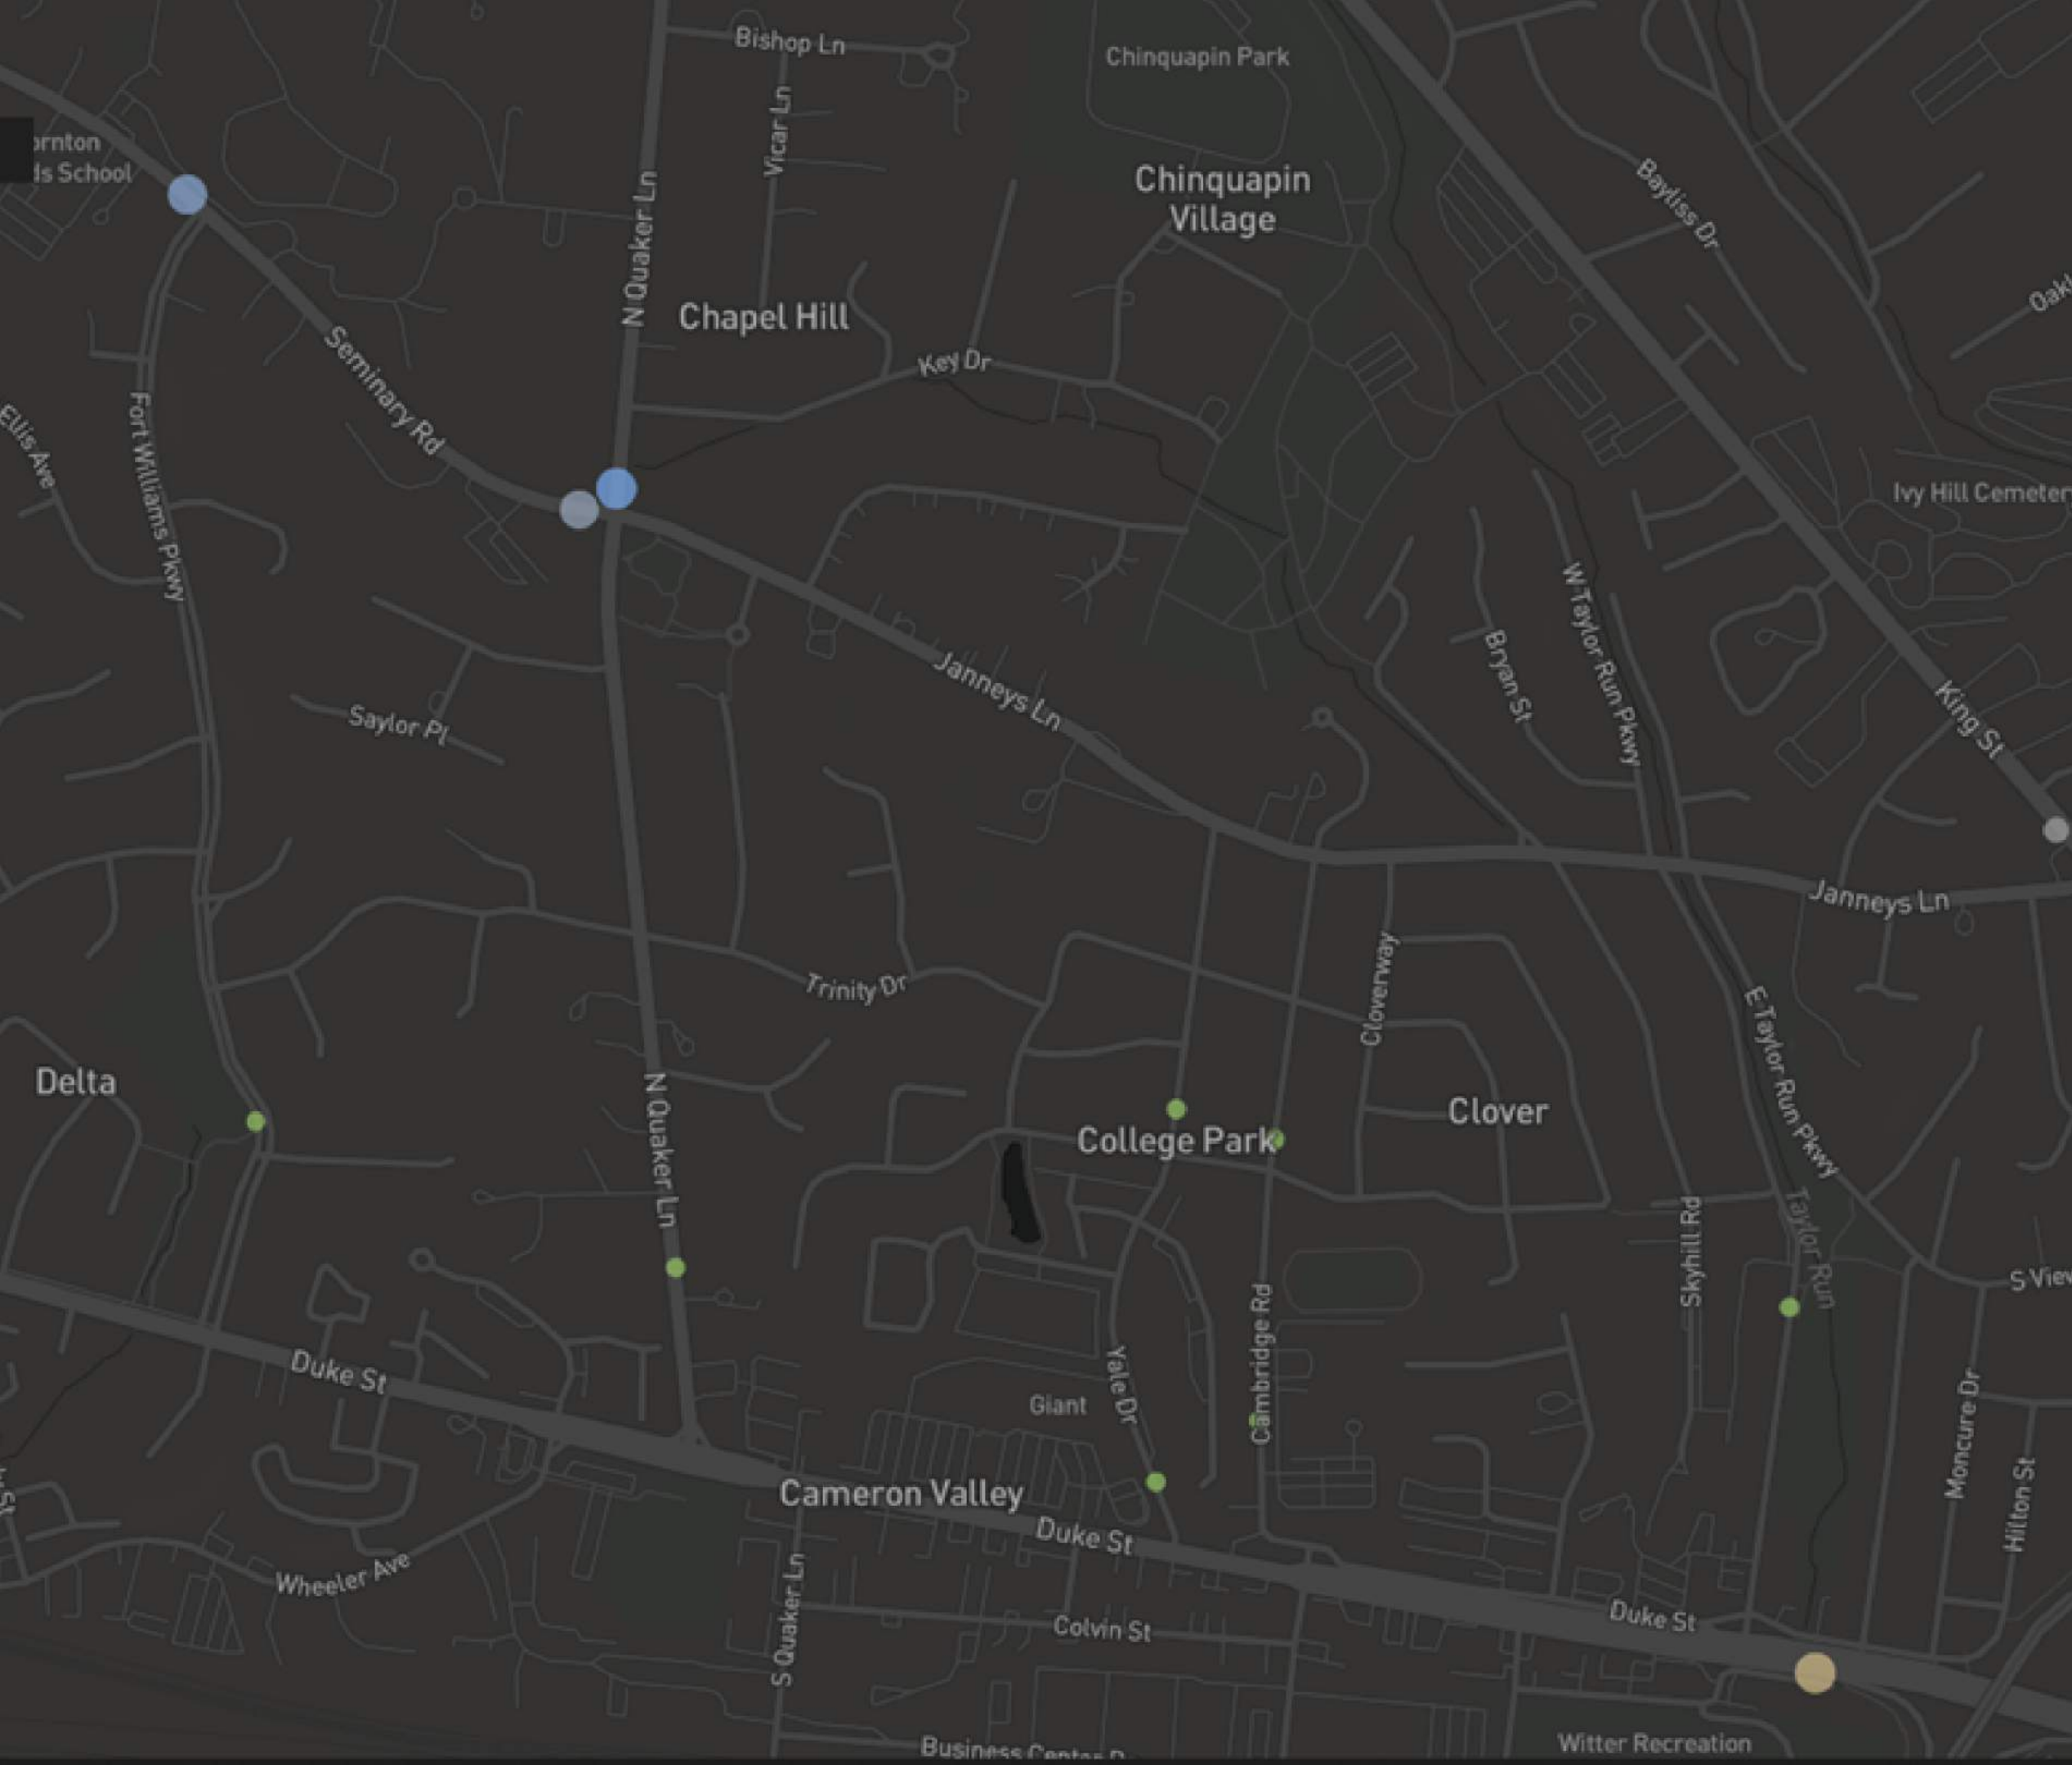 Bishop Ln
Chinquapin Park
Vicar Ln
ornton
ds School
Chinquapin
Village
Bayliss Dr
N Quaker Ln
Chapel Hill
Key Dr
Seminary Rd
Fort Williams Pkwy
Ellis Ave
Ivy Hill Cemeter
W Taylor Run Pkwy
Bryan St
Janneys Ln
Saylor Pl
King St
Janneys Ln
Trinity Dr
Cloverway
E Taylor Run Pkwy
Delta
N Quaker Ln
College Park
Clover
Taylor Run
Skyhill Rd
S View
Duke St
Yale Dr
Cambridge Rd
Giant
Moncure Dr
Hilton St
Cameron Valley
Duke St
Wheeler Ave
S Quaker Ln
Colvin St
Duke St
Witter Recreation
Business Center